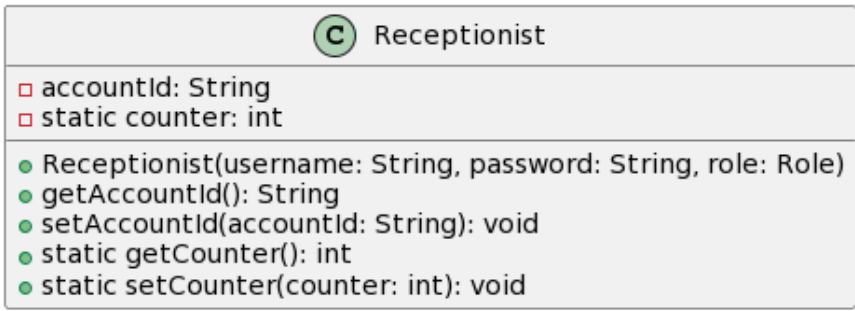 C Receptionist
accountId: String
static counter: int
Receptionist(username: String, password: String, role: Role)
getAccountId(): String
setAccountId(accountId: String): void
static getCounter(): int
static setCounter(counter: int): void